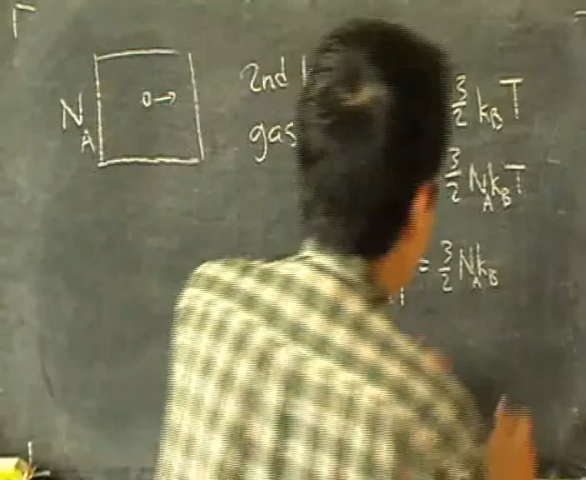 N_A
2nd
gas
3/2 k_B T
3/2 N_A k_B T
= 3/2 N_A k_B